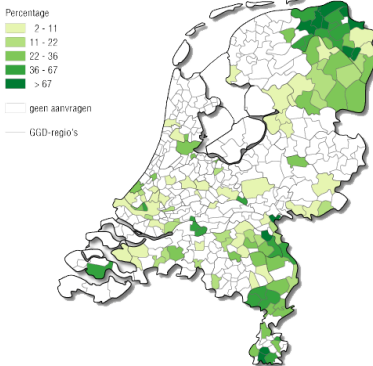 Percentage
2 - 11
11 - 22
22 - 36
36 - 67
> 67
geen aanvragen
GGD-regio's